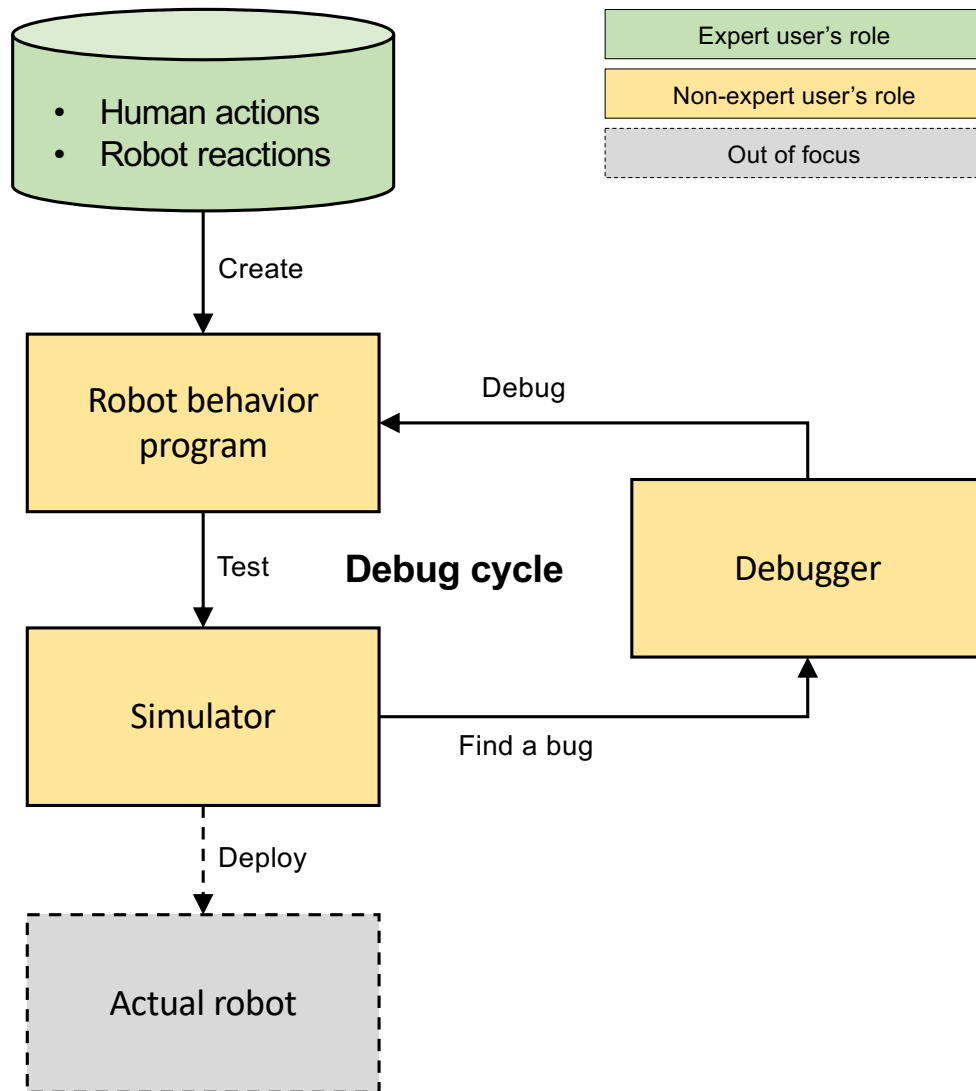 Expert user’s role
Non-expert user’s role
Out of focus
• Human actions
• Robot reactions
Create
Robot behavior
program
Debug
Test
Debug cycle
Debugger
Simulator
Find a bug
Deploy
Actual robot